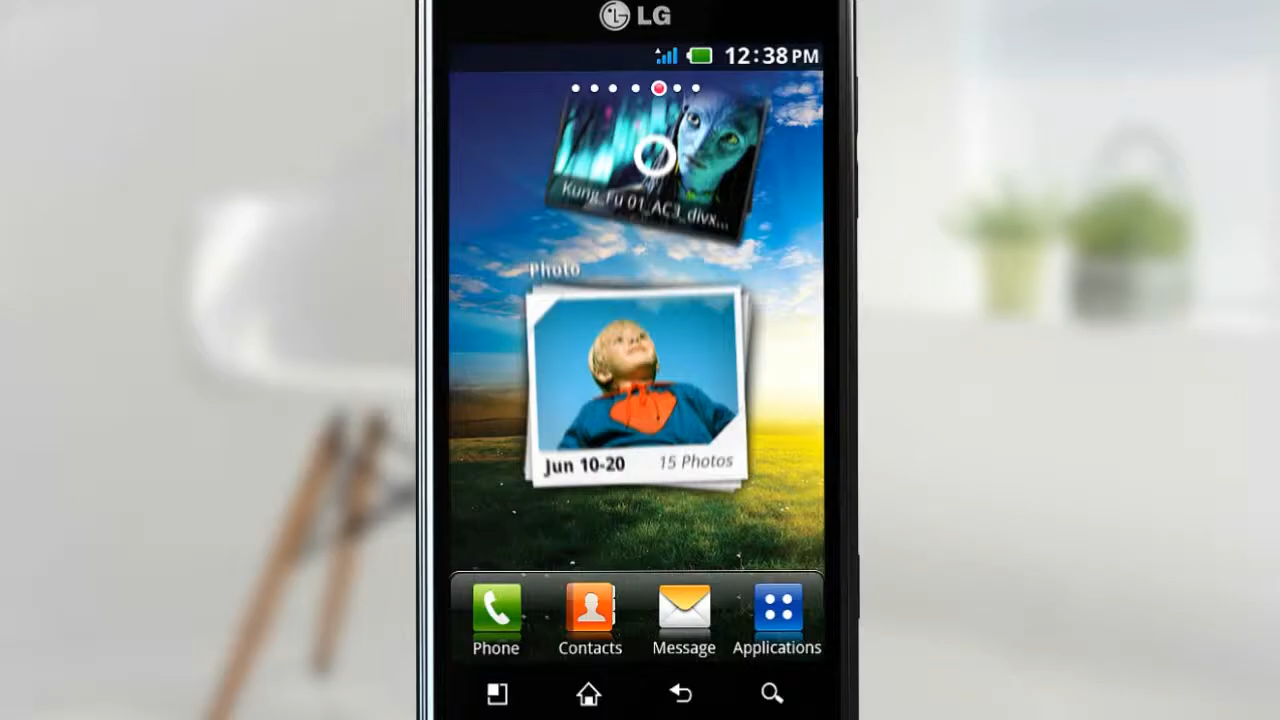 LG
12:38 PM
Kung_Fu 01_AC3_divx...
Photo
Jun 10-20
15 Photos
Phone
Contacts
Message
Applications